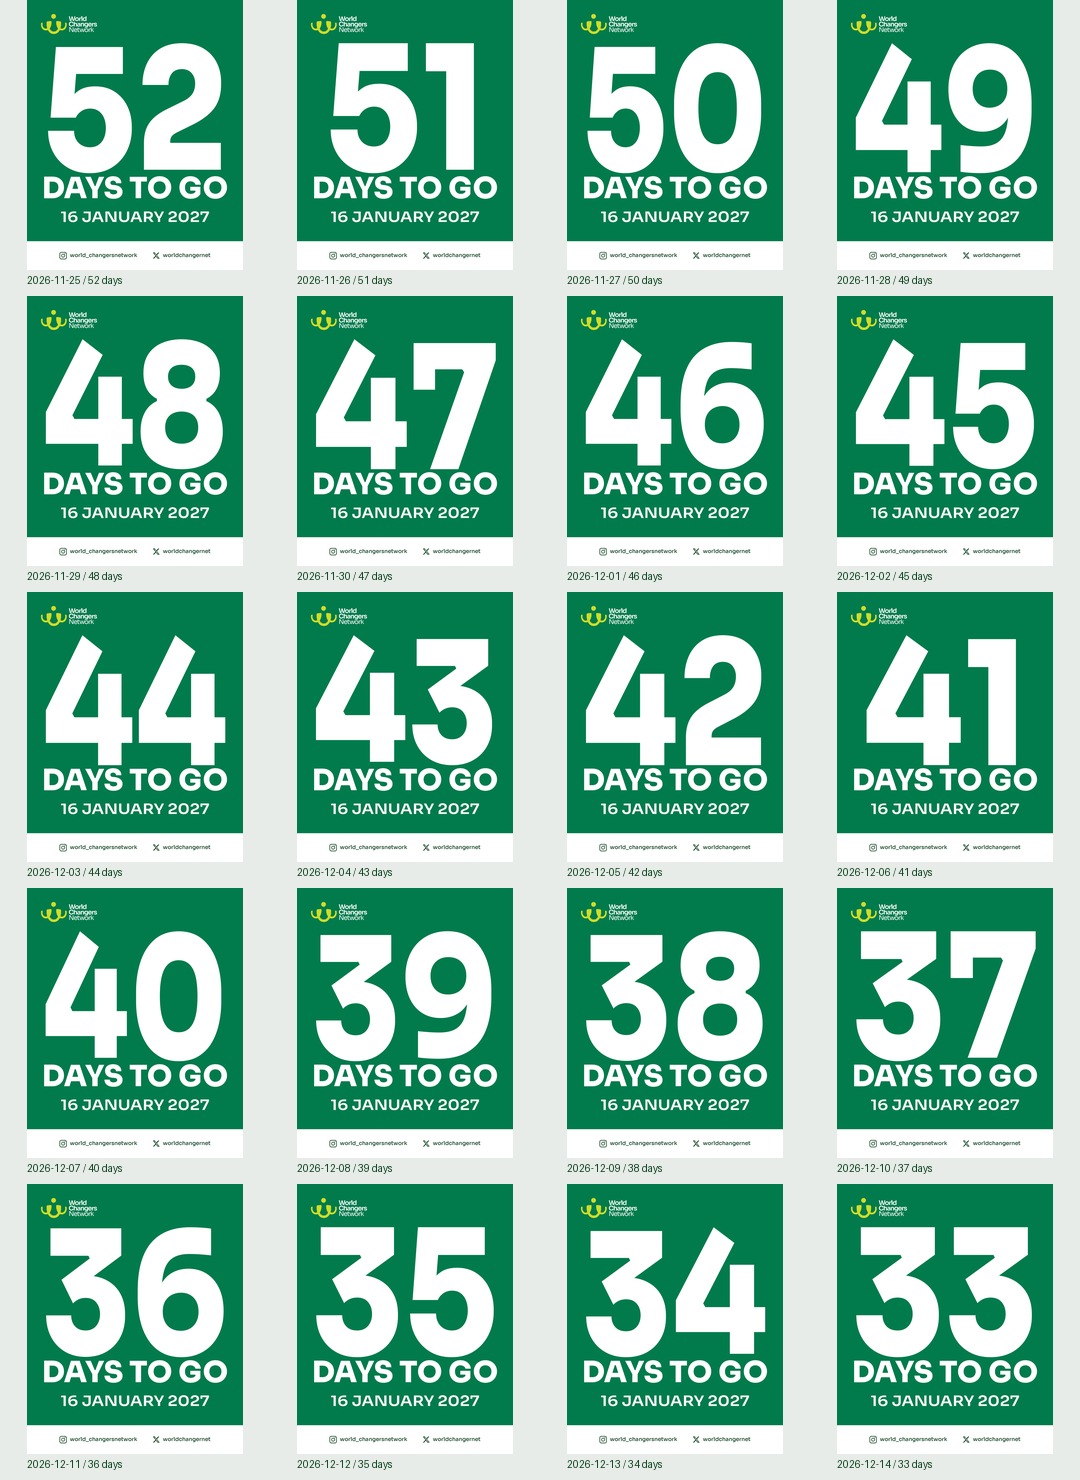 World
Changers
Network
52
DAYS TO GO
16 JANUARY 2027
world_changersnetwork worldchangernet
2026-11-25 / 52 days
World
Changers
Network
51
DAYS TO GO
16 JANUARY 2027
world_changersnetwork worldchangernet
2026-11-26 / 51 days
World
Changers
Network
50
DAYS TO GO
16 JANUARY 2027
world_changersnetwork worldchangernet
2026-11-27 / 50 days
World
Changers
Network
49
DAYS TO GO
16 JANUARY 2027
world_changersnetwork worldchangernet
2026-11-28 / 49 days
World
Changers
Network
48
DAYS TO GO
16 JANUARY 2027
world_changersnetwork worldchangernet
2026-11-29 / 48 days
World
Changers
Network
47
DAYS TO GO
16 JANUARY 2027
world_changersnetwork worldchangernet
2026-11-30 / 47 days
World
Changers
Network
46
DAYS TO GO
16 JANUARY 2027
world_changersnetwork worldchangernet
2026-12-01 / 46 days
World
Changers
Network
45
DAYS TO GO
16 JANUARY 2027
world_changersnetwork worldchangernet
2026-12-02 / 45 days
World
Changers
Network
44
DAYS TO GO
16 JANUARY 2027
world_changersnetwork worldchangernet
2026-12-03 / 44 days
World
Changers
Network
43
DAYS TO GO
16 JANUARY 2027
world_changersnetwork worldchangernet
2026-12-04 / 43 days
World
Changers
Network
42
DAYS TO GO
16 JANUARY 2027
world_changersnetwork worldchangernet
2026-12-05 / 42 days
World
Changers
Network
41
DAYS TO GO
16 JANUARY 2027
world_changersnetwork worldchangernet
2026-12-06 / 41 days
World
Changers
Network
40
DAYS TO GO
16 JANUARY 2027
world_changersnetwork worldchangernet
2026-12-07 / 40 days
World
Changers
Network
39
DAYS TO GO
16 JANUARY 2027
world_changersnetwork worldchangernet
2026-12-08 / 39 days
World
Changers
Network
38
DAYS TO GO
16 JANUARY 2027
world_changersnetwork worldchangernet
2026-12-09 / 38 days
World
Changers
Network
37
DAYS TO GO
16 JANUARY 2027
world_changersnetwork worldchangernet
2026-12-10 / 37 days
World
Changers
Network
36
DAYS TO GO
16 JANUARY 2027
world_changersnetwork worldchangernet
2026-12-11 / 36 days
World
Changers
Network
35
DAYS TO GO
16 JANUARY 2027
world_changersnetwork worldchangernet
2026-12-12 / 35 days
World
Changers
Network
34
DAYS TO GO
16 JANUARY 2027
world_changersnetwork worldchangernet
2026-12-13 / 34 days
World
Changers
Network
33
DAYS TO GO
16 JANUARY 2027
world_changersnetwork worldchangernet
2026-12-14 / 33 days